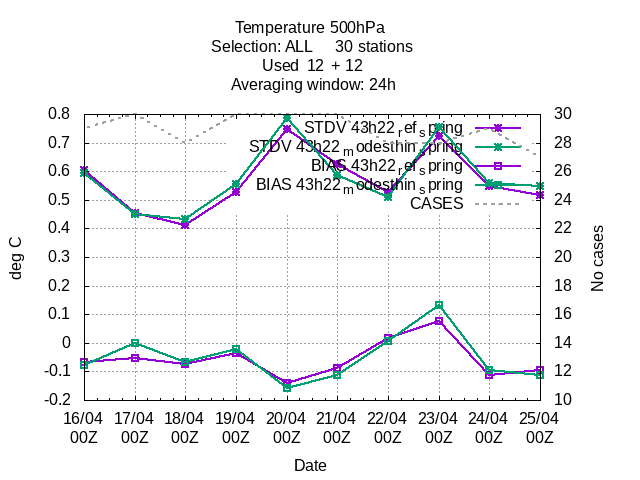 Temperature 500hPa
Selection: ALL 30 stations
Used 12 + 12
Averaging window: 24h
STDV 43h22_ref_spring
STDV 43h22_modesthin_spring
BIAS 43h22_ref_spring
BIAS 43h22_modesthin_spring
CASES
deg C
0.8
0.7
0.6
0.5
0.4
0.3
0.2
0.1
0
-0.1
-0.2
30
28
26
24
22
20
18
16
14
12
10
No cases
16/04 17/04 18/04 19/04 20/04 21/04 22/04 23/04 24/04 25/04
00Z 00Z 00Z 00Z 00Z 00Z 00Z 00Z 00Z 00Z
Date